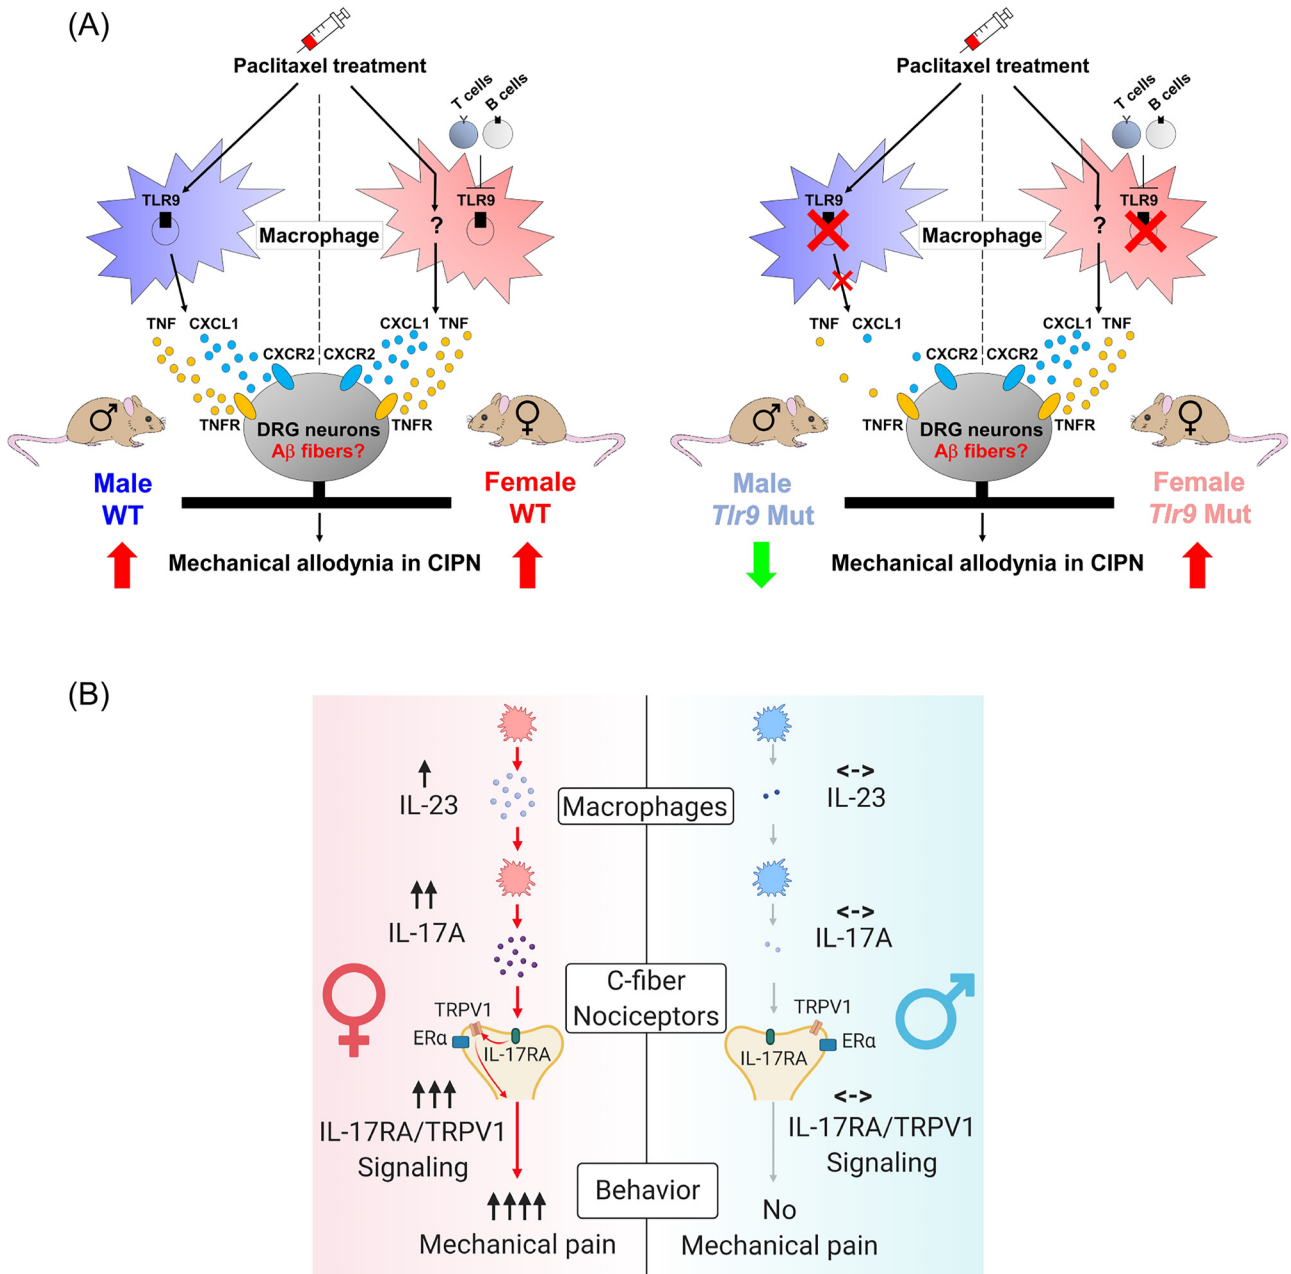 (A)
Paclitaxel treatment
T cells
B cells
TLR9
TLR9
?
Macrophage
TNF CXCL1
CXCL1 TNF
CXCR2 CXCR2
TNFR
TNFR
DRG neurons
Aβ fibers?
♂
♀
Male
WT
Female
WT
Mechanical allodynia in CIPN
Paclitaxel treatment
T cells
B cells
TLR9
TLR9
?
Macrophage
TNF CXCL1
CXCL1 TNF
CXCR2 CXCR2
TNFR
TNFR
DRG neurons
Aβ fibers?
♂
♀
Male
Tlr9 Mut
Female
Tlr9 Mut
Mechanical allodynia in CIPN
(B)
IL-23
Macrophages
<->
IL-23
IL-17A
<->
IL-17A
C-fiber
Nociceptors
TRPV1
ERα
IL-17RA
TRPV1
ERα
IL-17RA
IL-17RA/TRPV1
Signaling
<->
IL-17RA/TRPV1
Signaling
Behavior
Mechanical pain
No
Mechanical pain